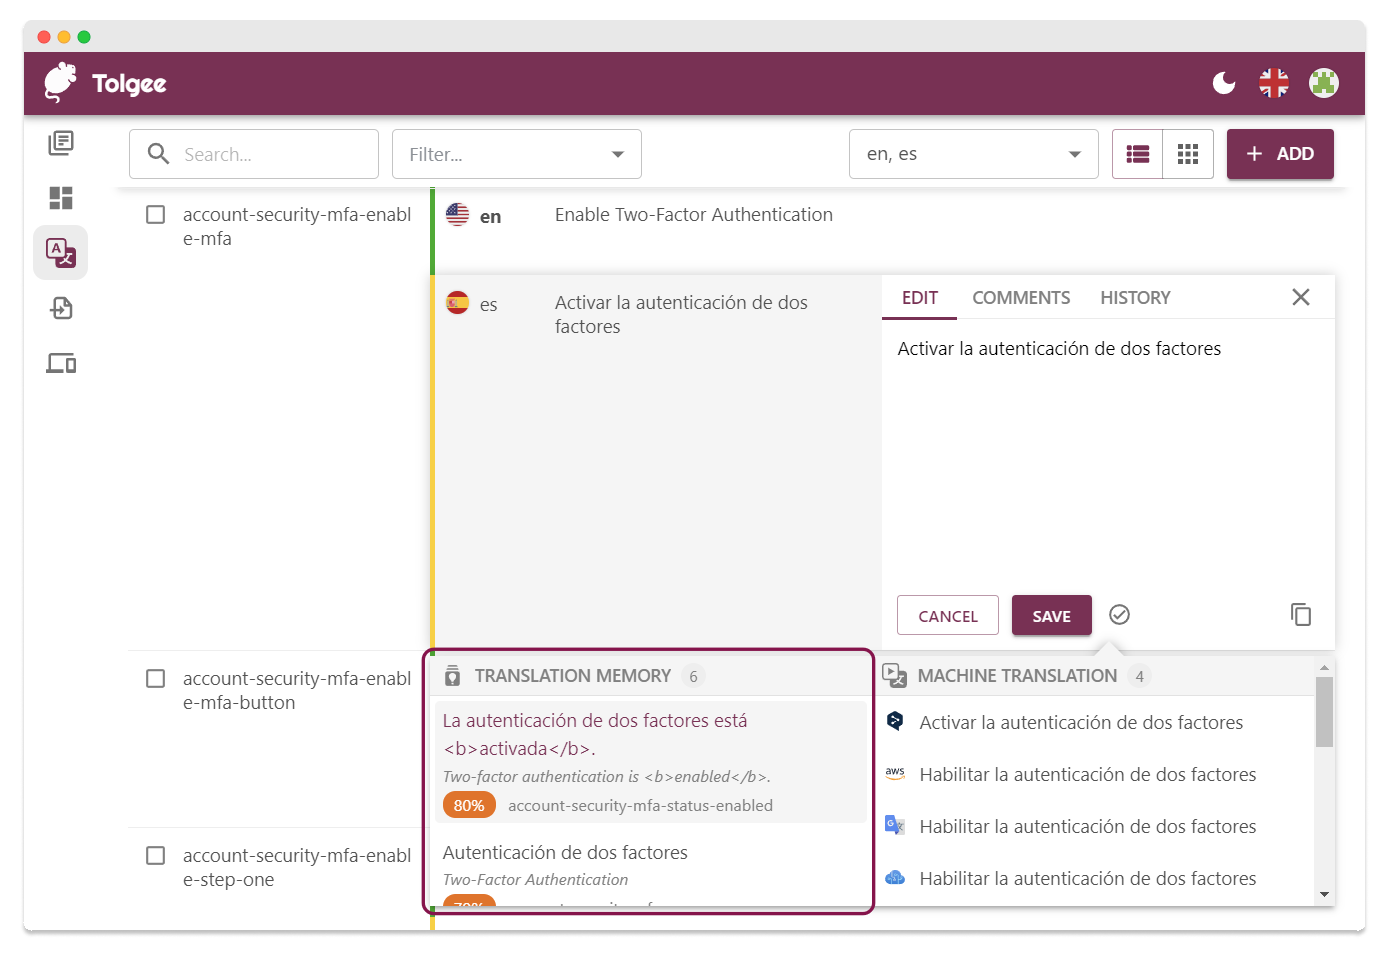 Tolgee
Search...
Filter...
en, es
+ ADD
account-security-mfa-enabl
e-mfa
en
Enable Two-Factor Authentication
es
Activar la autenticación de dos
factores
EDIT
COMMENTS
HISTORY
Activar la autenticación de dos factores
CANCEL
SAVE
account-security-mfa-enabl
e-mfa-button
TRANSLATION MEMORY 6
La autenticación de dos factores está
<b>activada</b>.
Two-factor authentication is <b>enabled</b>.
80% account-security-mfa-status-enabled
Autenticación de dos factores
Two-Factor Authentication
MACHINE TRANSLATION 4
Activar la autenticación de dos factores
aws
Habilitar la autenticación de dos factores
G
Habilitar la autenticación de dos factores
Habilitar la autenticación de dos factores
account-security-mfa-enabl
e-step-one